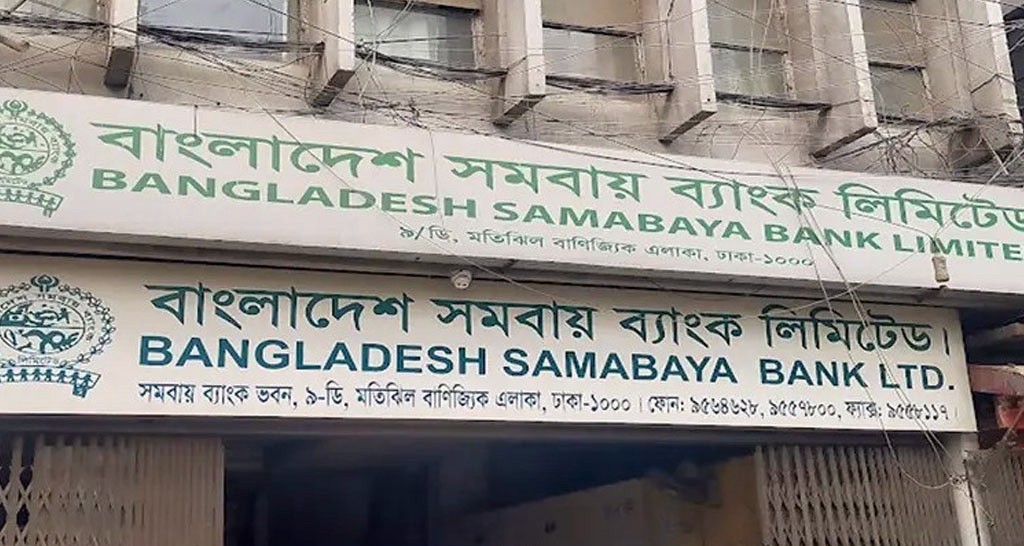 বাংলাদেশ সমবায় ব্যাংক লিমিটেড
BANGLADESH SAMABAYA BANK LIMITE
৯/ডি, মতিঝিল বাণিজ্যিক এলাকা, ঢাকা-১০০০
বাংলাদেশ সমবায় ব্যাংক লিমিটেড।
BANGLADESH SAMABAYA BANK LTD.
সমবায় ব্যাংক ভবন, ৯-ডি, মতিঝিল বাণিজ্যিক এলাকা, ঢাকা-১০০০। ফোন: ৯৫৬৪৬২৮, ৯৫৫৭৮০০, ফ্যাক্স: ৯৫৫৮১১৭।